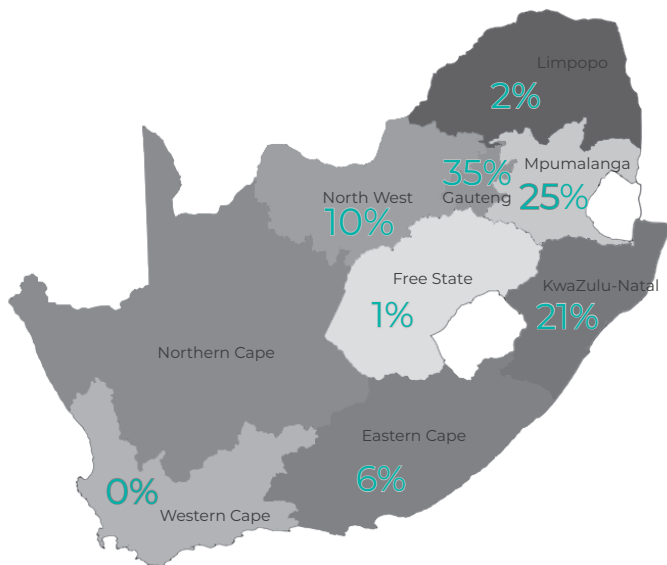 Limpopo
2%
Mpumalanga
25%
35%
Gauteng
North West
10%
Free State
1%
KwaZulu-Natal
21%
Northern Cape
Eastern Cape
6%
0%
Western Cape